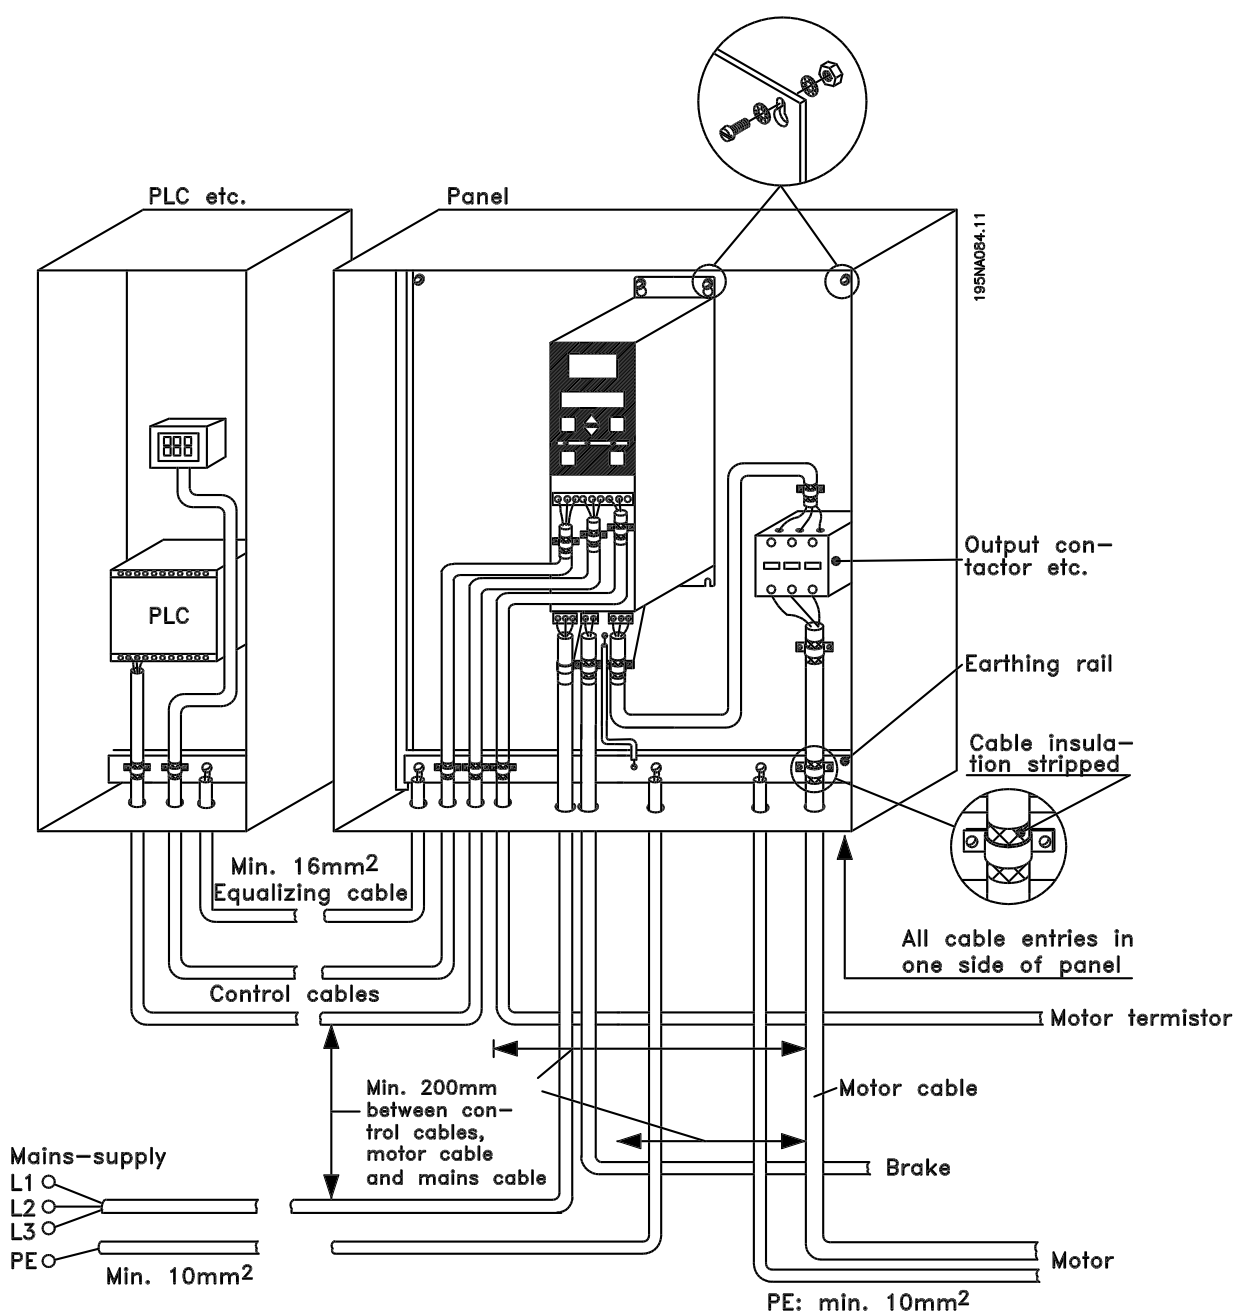 PLC etc.
Panel
195NA084.11
PLC
Output con-
tactor etc.
Earthing rail
Cable insula-
tion stripped
Min. 16mm2
Equalizing cable
All cable entries in
one side of panel
Control cables
Motor termistor
Min. 200mm
between con-
trol cables,
motor cable
and mains cable
Motor cable
Mains-supply
L1
L2
L3
PE
Brake
Min. 10mm2
Motor
PE: min. 10mm2